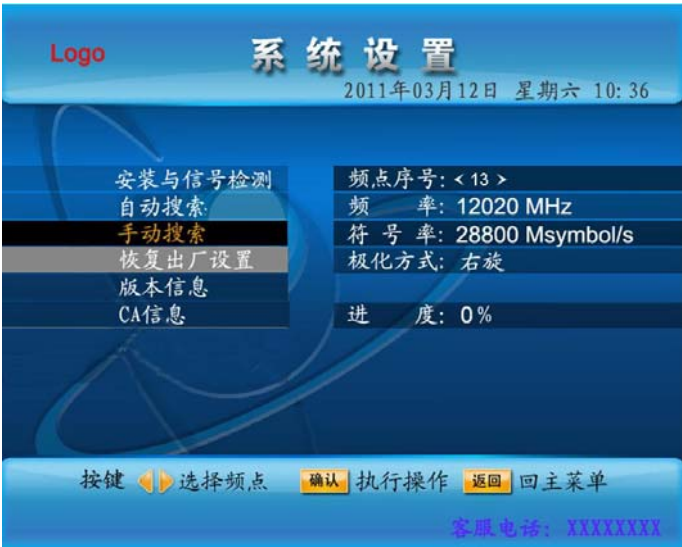 Logo
系统设置
2011年03月12日 星期六 10:36
安装与信号检测
自动搜索
手动搜索
恢复出厂设置
版本信息
CA信息
频点序号: < 13 >
频 率: 12020 MHz
符 号 率: 28800 Msymbol/s
极化方式: 右旋
进 度: 0%
按键 选择频点 确认 执行操作 返回 回主菜单
客服电话: XXXXXXXX